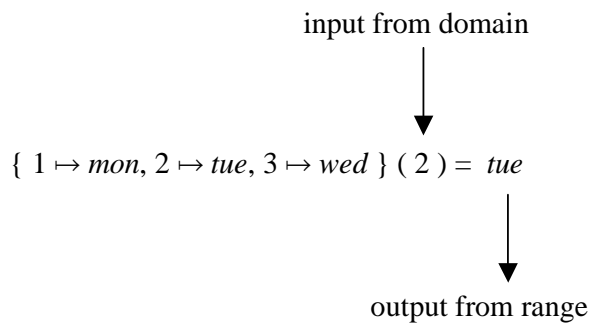 input from domain
{ 1 ↦ mon, 2 ↦ tue, 3 ↦ wed } ( 2 ) = tue
output from range